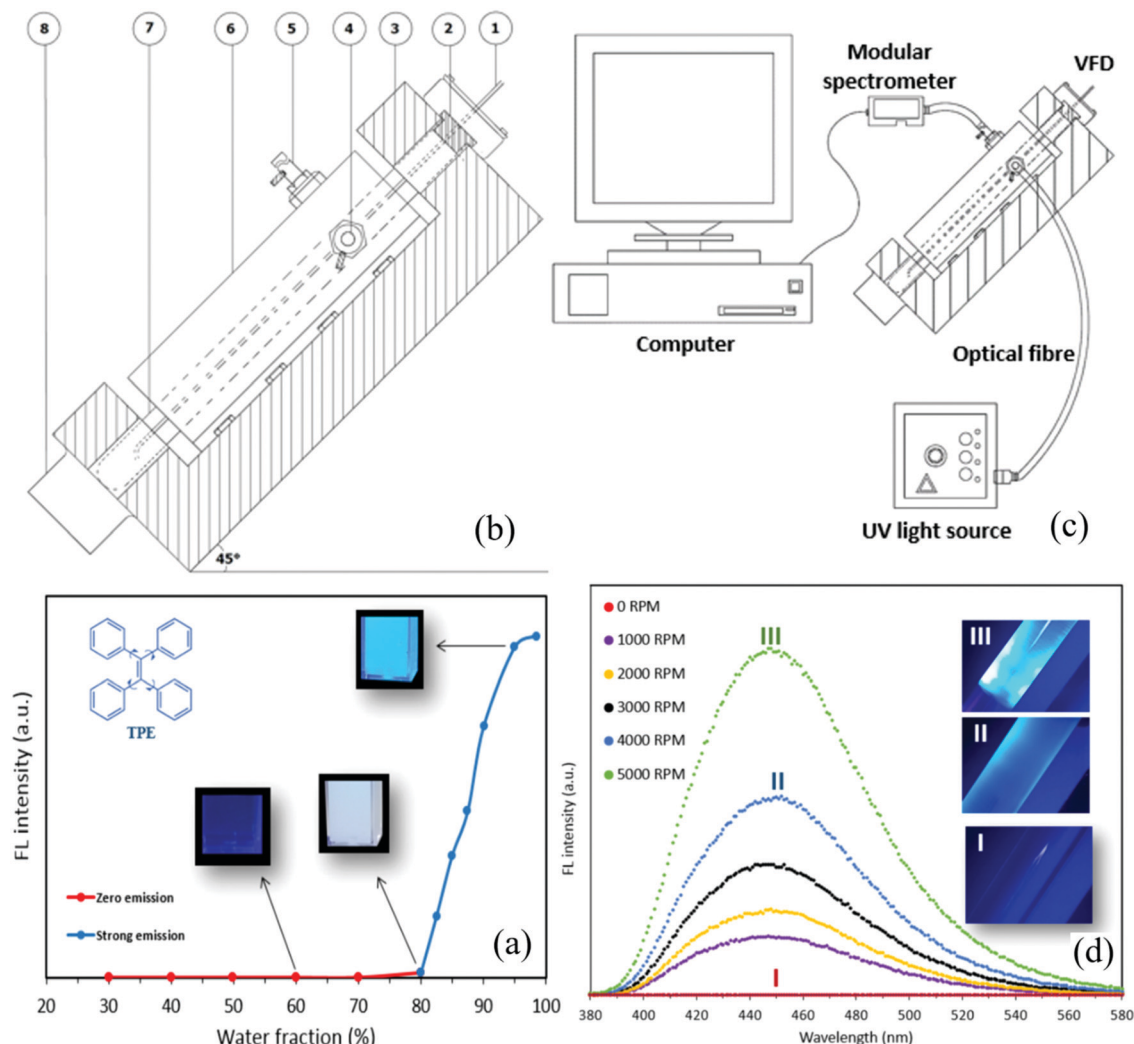 8 7 6 5 4 3 2 1
45°
(b)
Modular
spectrometer
VFD
Computer
Optical fibre
UV light source
(c)
FL intensity (a.u.)
TPE
Zero emission
Strong emission
(a)
20 30 40 50 60 70 80 90 100
Water fraction (%)
FL intensity (a.u.)
0 RPM
1000 RPM
2000 RPM
3000 RPM
4000 RPM
5000 RPM
III
II
I
III
II
I
(d)
380 400 420 440 460 480 500 520 540 560 580
Wavelength (nm)